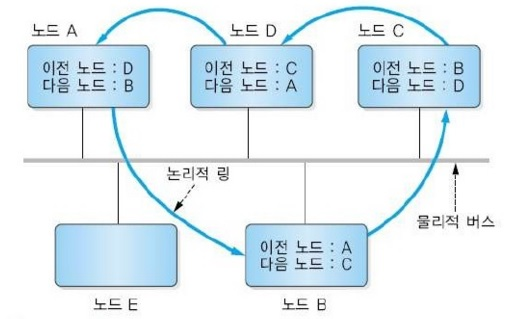 노드 A
노드 D
노드 C
이전 노드 : D
다음 노드 : B
이전 노드 : C
다음 노드 : A
이전 노드 : B
다음 노드 : D
논리적 링
물리적 버스
이전 노드 : A
다음 노드 : C
노드 E
노드 B